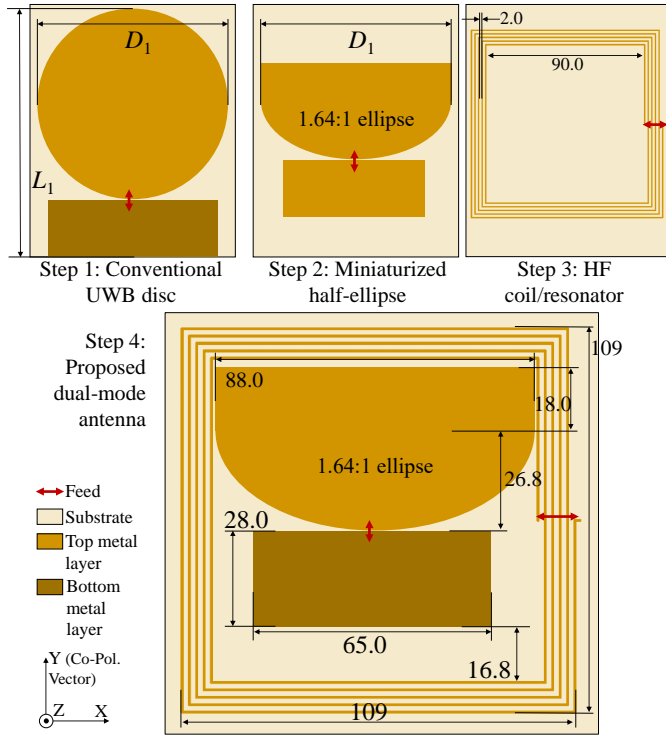 D1
L1
Step 1: Conventional
UWB disc
D1
1.64:1 ellipse
Step 2: Miniaturized
half-ellipse
2.0
90.0
Step 3: HF
coil/resonator
Step 4:
Proposed
dual-mode
antenna
109
88.0
18.0
1.64:1 ellipse
26.8
28.0
65.0
16.8
109
Feed
Substrate
Top metal
layer
Bottom
metal
layer
Y (Co-Pol.
Vector)
Z
X